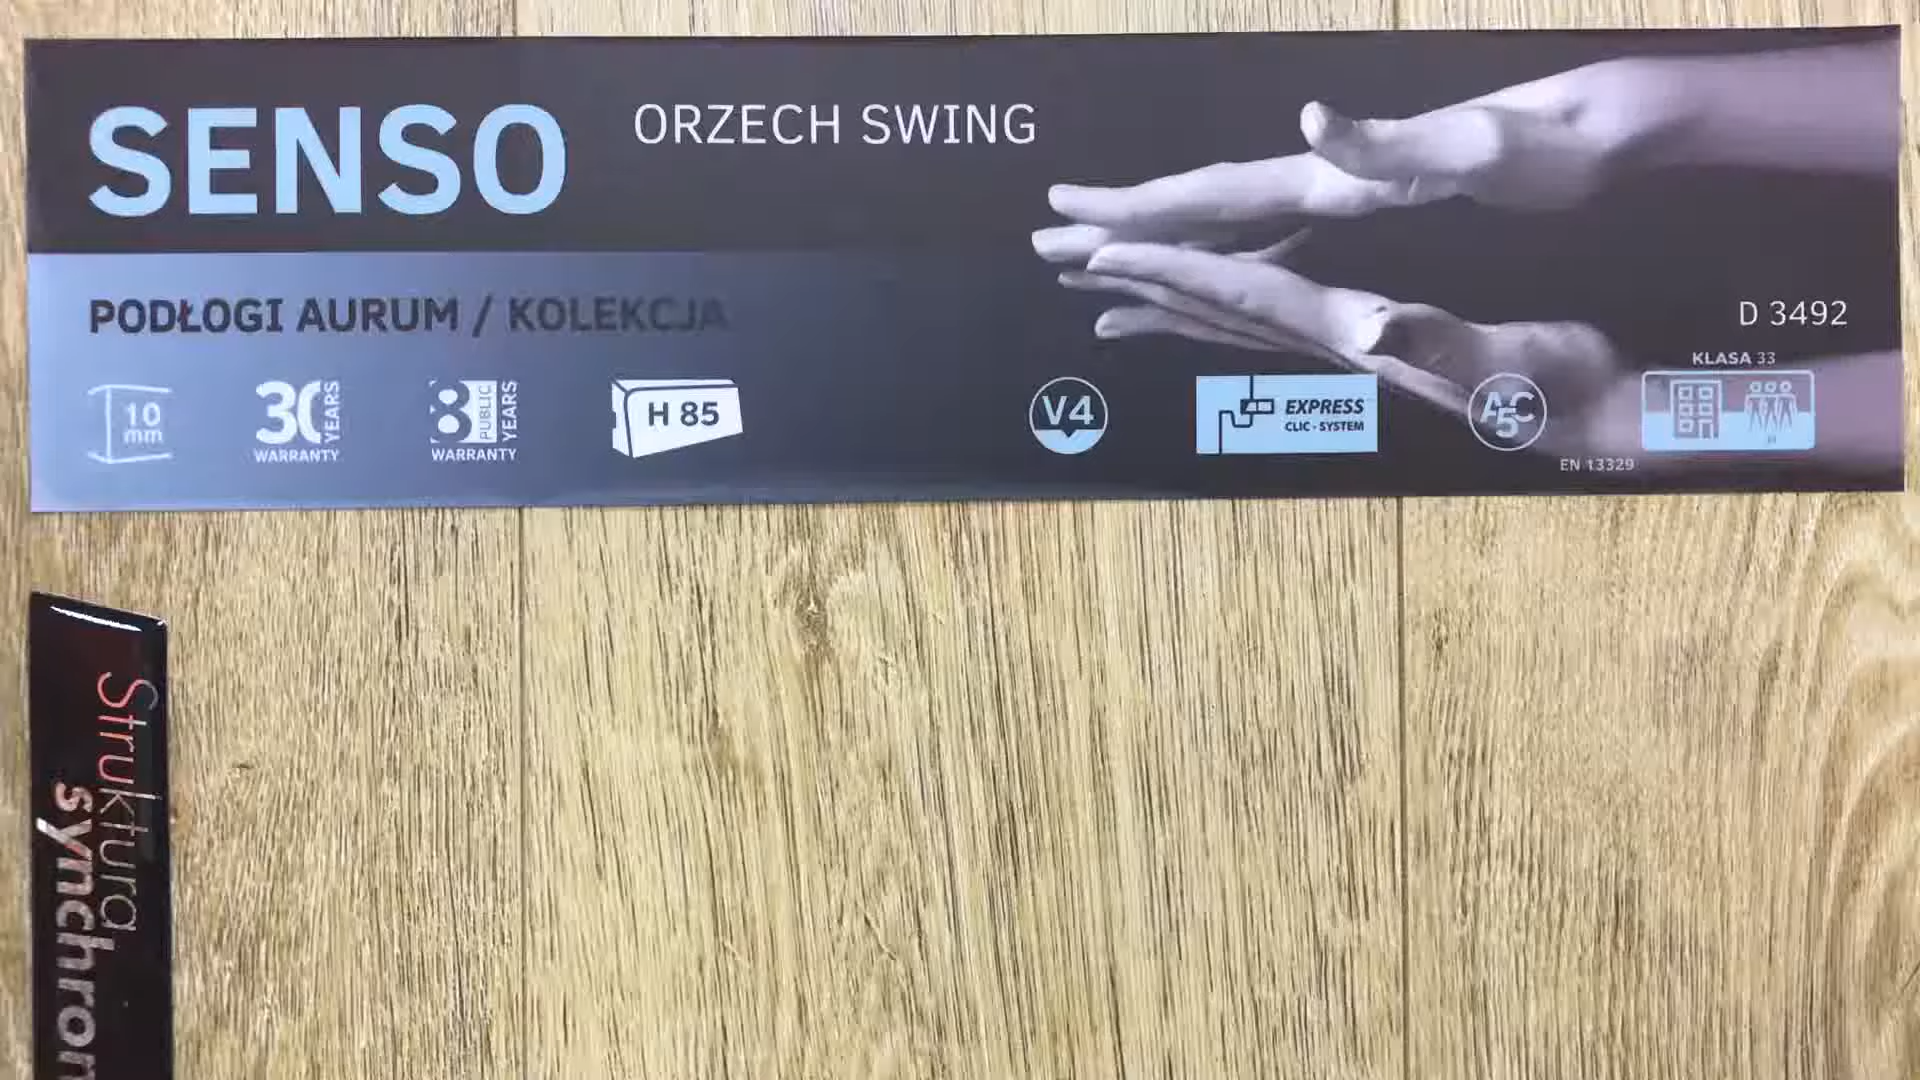 SENSO
ORZECH SWING
PODŁOGI AURUM / KOLEKCJA
D 3492
KLASA 33
10 mm
30 YEARS WARRANTY
8 PUBLIC YEARS WARRANTY
H 85
V4
EXPRESS
CLIC - SYSTEM
AC5
EN 13329
Struktura
synchron